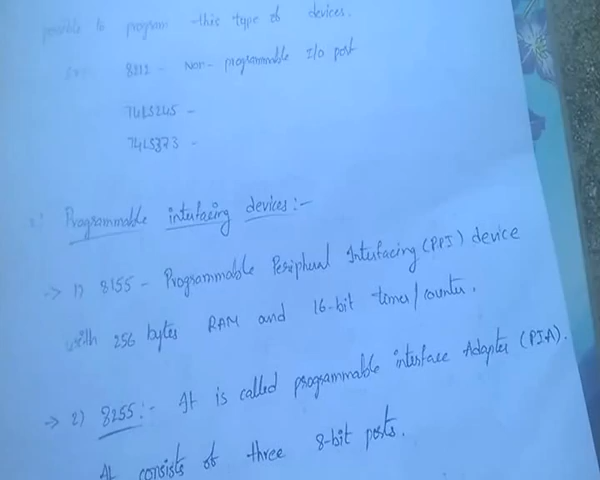 possible to program this type of devices.
Ex:- 8212 - Non-programmable I/O port
74LS245 -
74LS373 -
Programmable interfacing devices:-
-> 1) 8155 - Programmable Peripheral Interfacing (PPI) device
with 256 bytes RAM and 16-bit timer/counter.
-> 2) 8255:- It is called programmable interface Adapter (PIA).
It consists of three 8-bit ports.